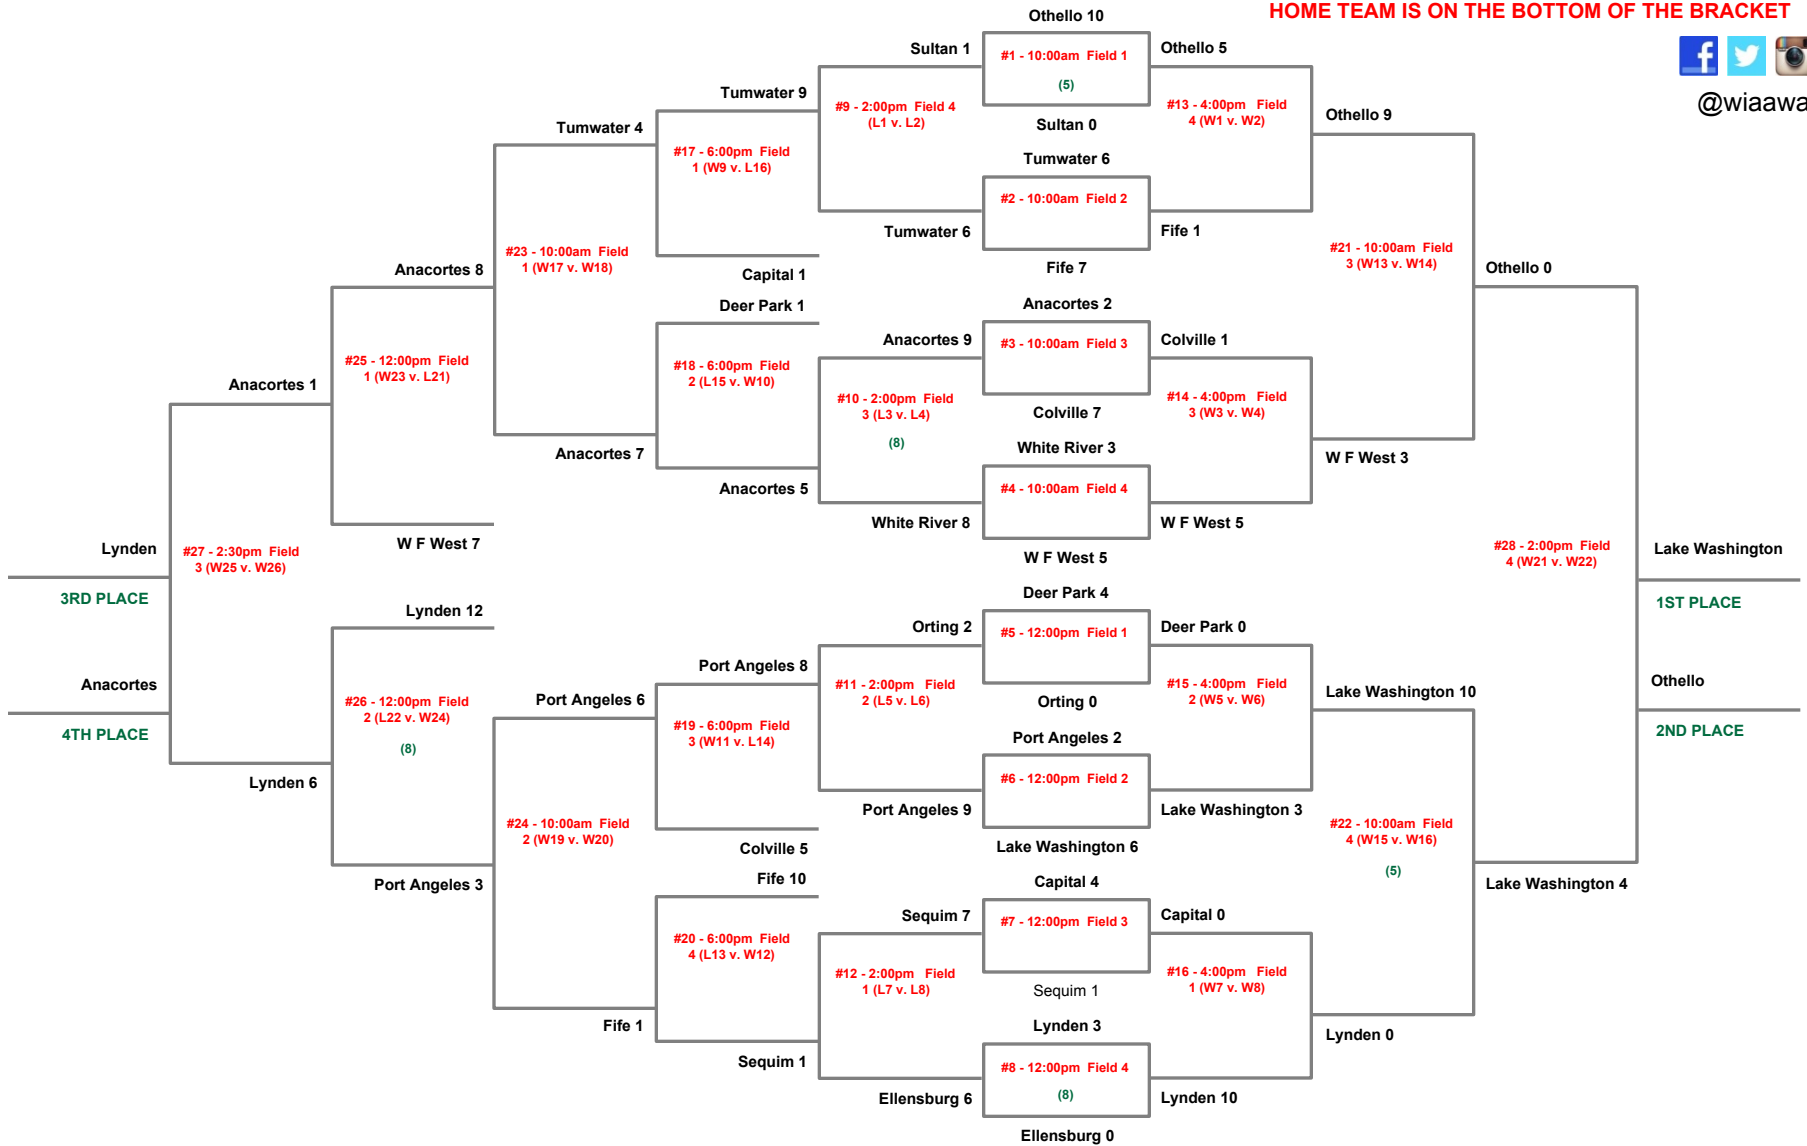 HOME TEAM IS ON THE BOTTOM OF THE BRACKET
@wiaawa
Othello 10
#1 - 10:00am Field 1
(5)
Sultan 0
Tumwater 6
#2 - 10:00am Field 2
Fife 7
Anacortes 2
#3 - 10:00am Field 3
Colville 7
White River 3
#4 - 10:00am Field 4
W F West 5
Deer Park 4
#5 - 12:00pm Field 1
Orting 0
Port Angeles 2
#6 - 12:00pm Field 2
Lake Washington 6
Capital 4
#7 - 12:00pm Field 3
Sequim 1
Lynden 3
#8 - 12:00pm Field 4
(8)
Ellensburg 0
Sultan 1
#9 - 2:00pm Field 4
(L1 v. L2)
Tumwater 6
Anacortes 9
#10 - 2:00pm Field
3 (L3 v. L4)
(8)
White River 8
Orting 2
#11 - 2:00pm Field
2 (L5 v. L6)
Port Angeles 9
Sequim 7
#12 - 2:00pm Field
1 (L7 v. L8)
Ellensburg 6
Othello 5
#13 - 4:00pm Field
4 (W1 v. W2)
Fife 1
Colville 1
#14 - 4:00pm Field
3 (W3 v. W4)
W F West 5
Deer Park 0
#15 - 4:00pm Field
2 (W5 v. W6)
Lake Washington 3
Capital 0
#16 - 4:00pm Field
1 (W7 v. W8)
Lynden 10
Tumwater 9
#17 - 6:00pm Field
1 (W9 v. L16)
Capital 1
Deer Park 1
#18 - 6:00pm Field
2 (L15 v. W10)
Anacortes 5
Port Angeles 8
#19 - 6:00pm Field
3 (W11 v. L14)
Colville 5
Fife 10
#20 - 6:00pm Field
4 (L13 v. W12)
Sequim 1
Othello 9
#21 - 10:00am Field
3 (W13 v. W14)
W F West 3
Lake Washington 10
#22 - 10:00am Field
4 (W15 v. W16)
(5)
Lynden 0
Tumwater 4
#23 - 10:00am Field
1 (W17 v. W18)
Anacortes 7
Port Angeles 6
#24 - 10:00am Field
2 (W19 v. W20)
Fife 1
Anacortes 8
#25 - 12:00pm Field
1 (W23 v. L21)
W F West 7
Lynden 12
#26 - 12:00pm Field
2 (L22 v. W24)
(8)
Port Angeles 3
Anacortes 1
#27 - 2:30pm Field
3 (W25 v. W26)
Lynden 6
Othello 0
#28 - 2:00pm Field
4 (W21 v. W22)
Lake Washington 4
Lynden
3RD PLACE
Anacortes
4TH PLACE
Lake Washington
1ST PLACE
Othello
2ND PLACE